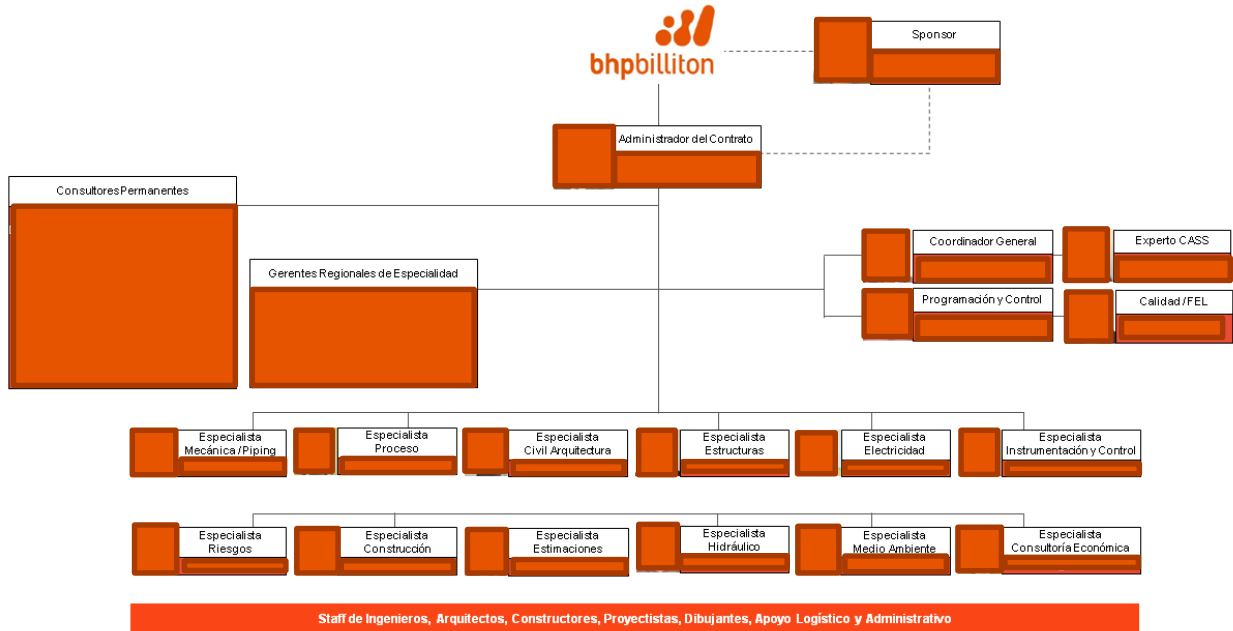 bhpbilliton
Sponsor
Administrador del Contrato
Consultores Permanentes
Gerentes Regionales de Especialidad
Coordinador General
Experto CASS
Programación y Control
Calidad / FEL
Especialista
Mecánica / Piping
Especialista
Proceso
Especialista
Civil Arquitectura
Especialista
Estructuras
Especialista
Electricidad
Especialista
Instrumentación y Control
Especialista
Riesgos
Especialista
Construcción
Especialista
Estimaciones
Especialista
Hidráulico
Especialista
Medio Ambiente
Especialista
Consultoría Económica
Staff de Ingenieros, Arquitectos, Constructores, Proyectistas, Dibujantes, Apoyo Logístico y Administrativo